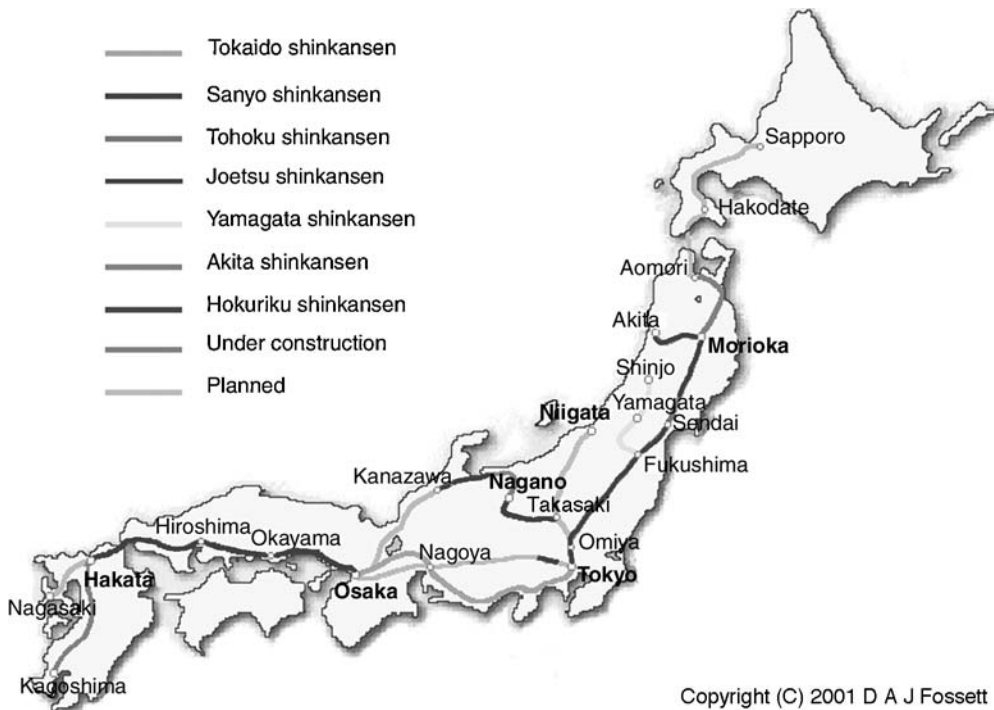 Tokaido shinkansen
Sanyo shinkansen
Tohoku shinkansen
Joetsu shinkansen
Yamagata shinkansen
Akita shinkansen
Hokuriku shinkansen
Under construction
Planned
Sapporo
Hakodate
Aomori
Akita
Morioka
Shinjo
Yamagata
Niigata
Sendai
Fukushima
Kanazawa
Nagano
Takasaki
Hiroshima
Okayama
Nagoya
Omiya
Hakata
Osaka
Tokyo
Nagasaki
Kagoshima
Copyright (C) 2001 D A J Fossett